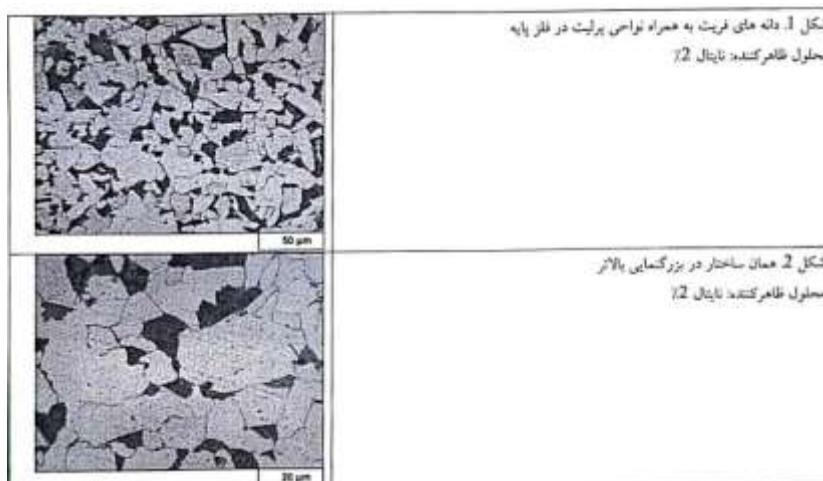 شکل 1. دانه های فریت به همراه نواحی پرلیت در فلز پایه
محلول ظاهرکننده: نایتال 2٪
50 µm
شکل 2. همان ساختار در بزرگنمایی بالاتر
محلول ظاهرکننده: نایتال 2٪
20 µm